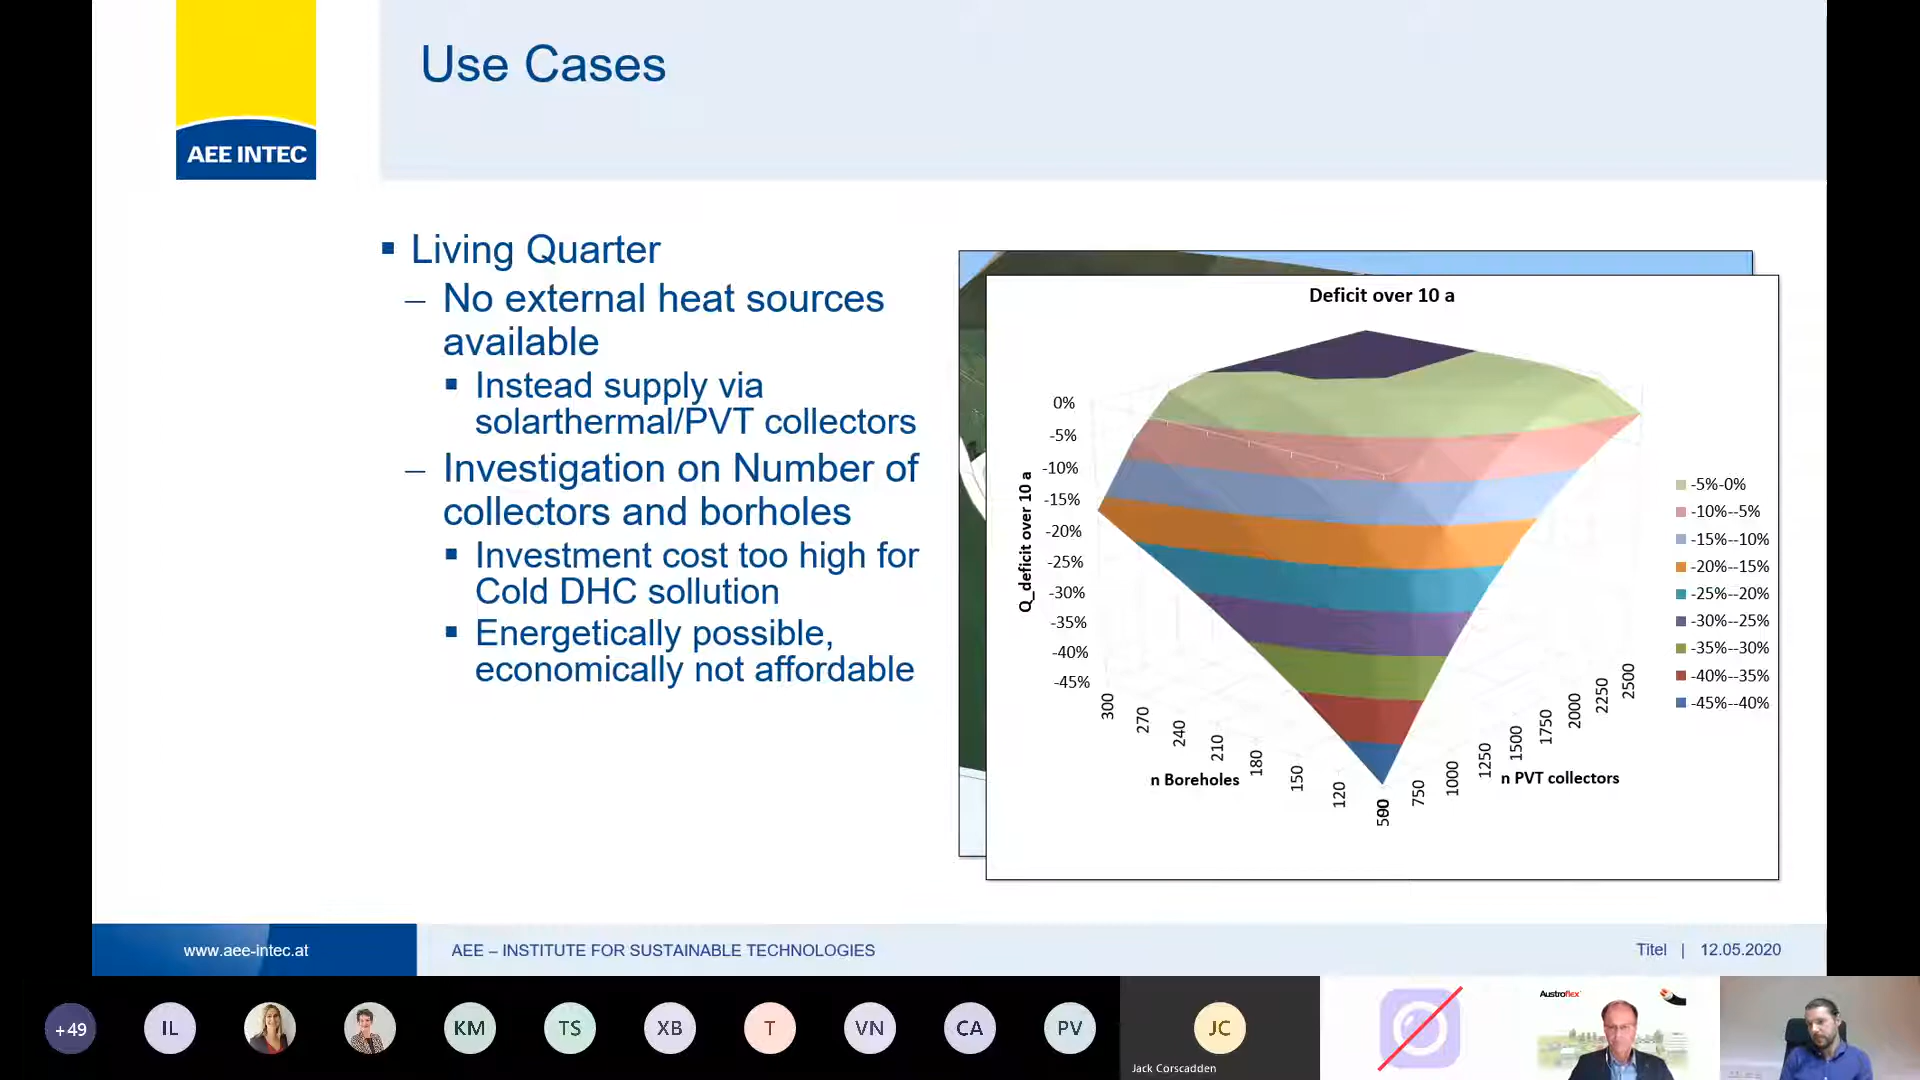 AEE INTEC
Use Cases
Living Quarter
– No external heat sources
available
Instead supply via
solarthermal/PVT collectors
– Investigation on Number of
collectors and borholes
Investment cost too high for
Cold DHC sollution
Energetically possible,
economically not affordable
Deficit over 10 a
Q_deficit over 10 a
0%
-5%
-10%
-15%
-20%
-25%
-30%
-35%
-40%
-45%
300
270
240
210
180
150
120
n Boreholes
500
750
1000
1250
1500
1750
2000
2250
2500
n PVT collectors
-5%-0%
-10%--5%
-15%--10%
-20%--15%
-25%--20%
-30%--25%
-35%--30%
-40%--35%
-45%--40%
www.aee-intec.at
AEE – INSTITUTE FOR SUSTAINABLE TECHNOLOGIES
Titel | 12.05.2020
+49
IL
KM
TS
XB
T
VN
CA
PV
JC
Jack Corscadden
Austroflex